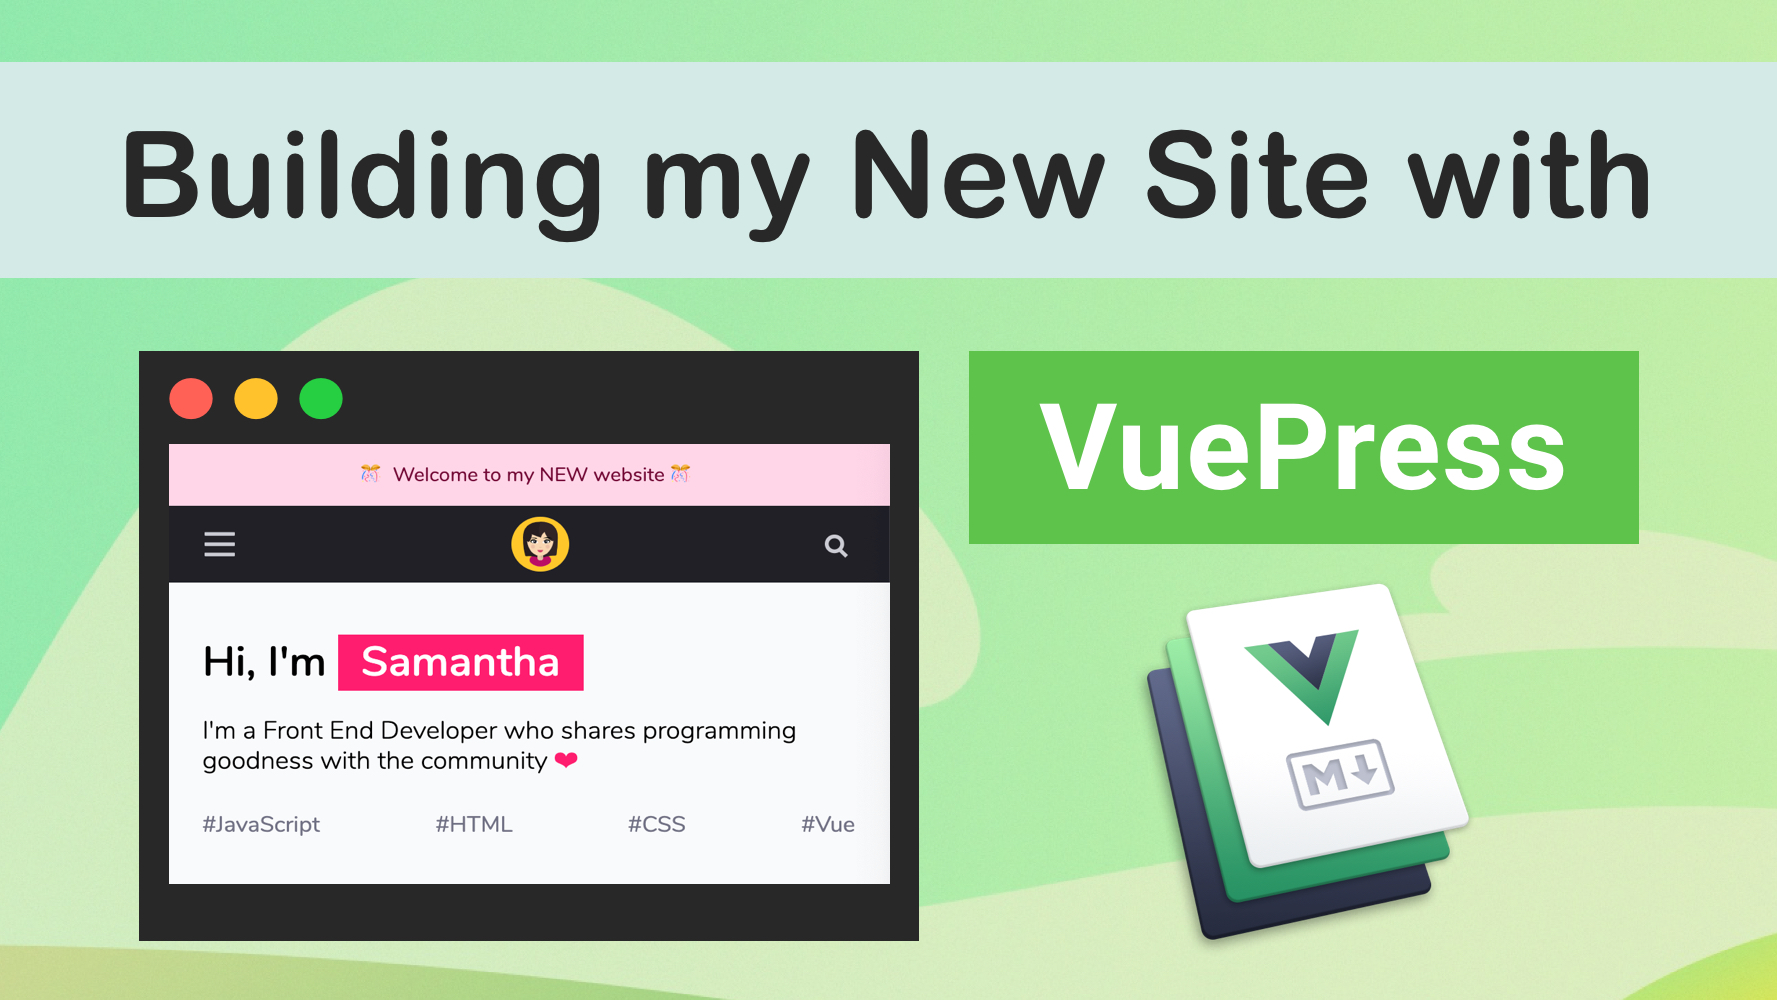 Building my New Site with
VuePress
🎊 Welcome to my NEW website 🎊
Hi, I'm Samantha
I'm a Front End Developer who shares programming
goodness with the community ❤
#JavaScript #HTML #CSS #Vue
M